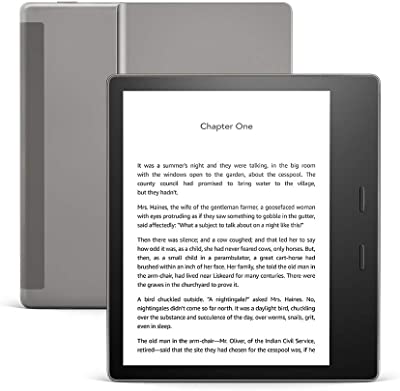 Chapter One
It was a summer's night and they were talking, in the big room
with the windows open to the garden, about the cesspool. The
county council had promised to bring water to the village,
but they hadn't.
Mrs. Haines, the wife of the gentleman farmer, a goosefaced woman
with eyes protruding as if they saw something to gobble in the gutter,
said affectedly: "What a subject to talk about on a night like this!"
Then there was silence; and a cow coughed; and that led her to say
how odd it was, as a child, she had never feared cows, only horses. But,
then, as a small child in a perambulator, a great cart-horse had
brushed within an inch of her face. Her family, she told the old man in
the arm-chair, had lived near Liskeard for many centuries. There were
the graves in the churchyard to prove it.
A bird chuckled outside. "A nightingale?" asked Mrs. Haines. No,
nightingales didn't come so far north. It was a daylight bird, chuckling
over the substance and succulence of the day, over worms, snails, grit,
even in sleep.
The old man in the arm-chair—Mr. Oliver, of the Indian Civil Service,
retired—said that the site they had chosen for the cesspool was, if he